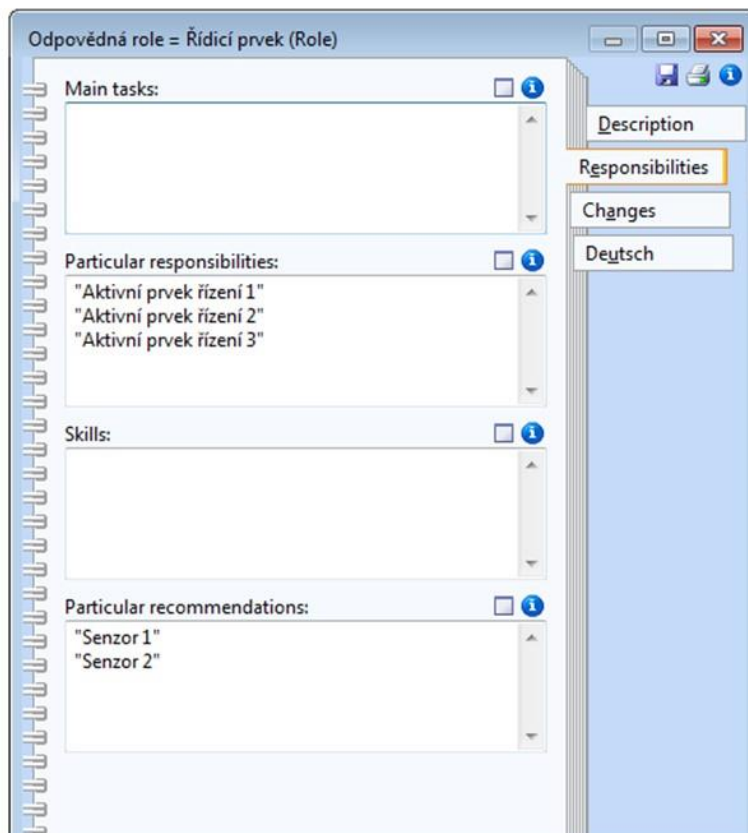 Odpovědná role = Řídicí prvek (Role)
Main tasks:
Description
Responsibilities
Changes
Deutsch
Particular responsibilities:
"Aktivní prvek řízení 1"
"Aktivní prvek řízení 2"
"Aktivní prvek řízení 3"
Skills:
Particular recommendations:
"Senzor 1"
"Senzor 2"